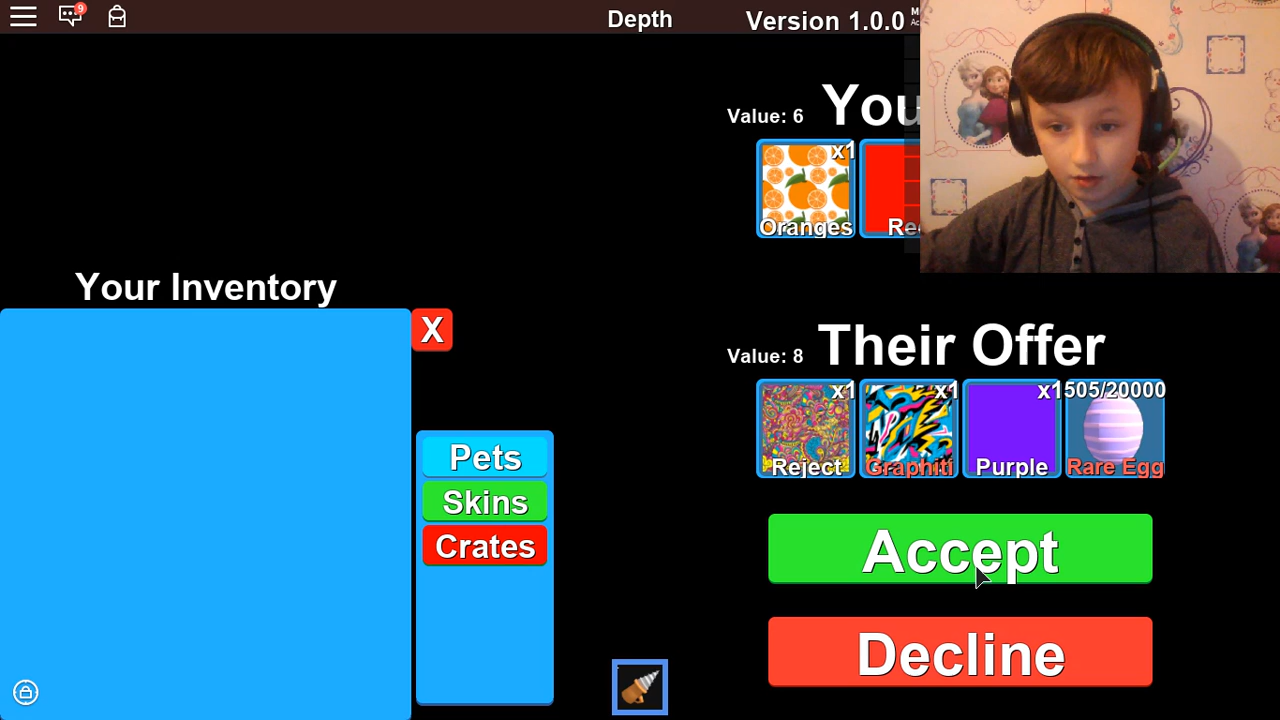 9
Depth
Version 1.0.0
Value: 6
You
x1
Oranges
Your Inventory
X
Value: 8
Their Offer
x1
x1
x1
505/20000
Reject
Graphiti
Purple
Rare Egg
Pets
Skins
Crates
Accept
Decline